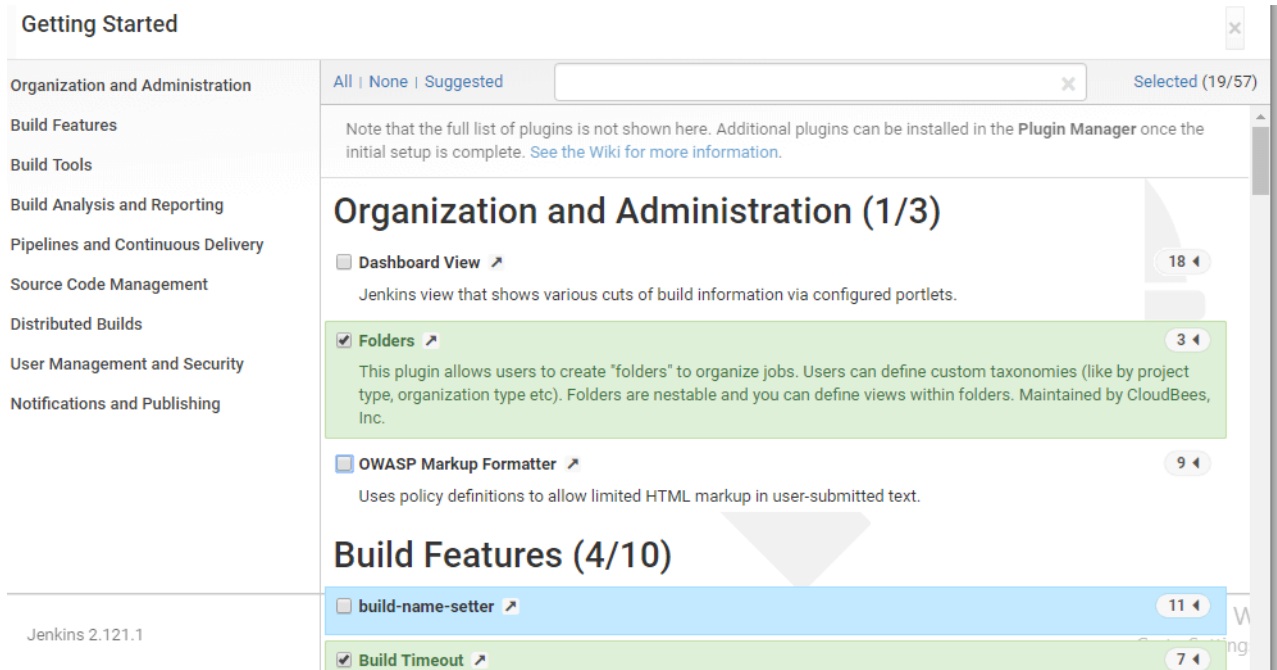 Getting Started
Organization and Administration
Build Features
Build Tools
Build Analysis and Reporting
Pipelines and Continuous Delivery
Source Code Management
Distributed Builds
User Management and Security
Notifications and Publishing
Jenkins 2.121.1
All | None | Suggested
Selected (19/57)
Note that the full list of plugins is not shown here. Additional plugins can be installed in the Plugin Manager once the
initial setup is complete. See the Wiki for more information.
Organization and Administration (1/3)
Dashboard View
18
Jenkins view that shows various cuts of build information via configured portlets.
Folders
3
This plugin allows users to create "folders" to organize jobs. Users can define custom taxonomies (like by project
type, organization type etc). Folders are nestable and you can define views within folders. Maintained by CloudBees,
Inc.
OWASP Markup Formatter
9
Uses policy definitions to allow limited HTML markup in user-submitted text.
Build Features (4/10)
build-name-setter
11
Build Timeout
7